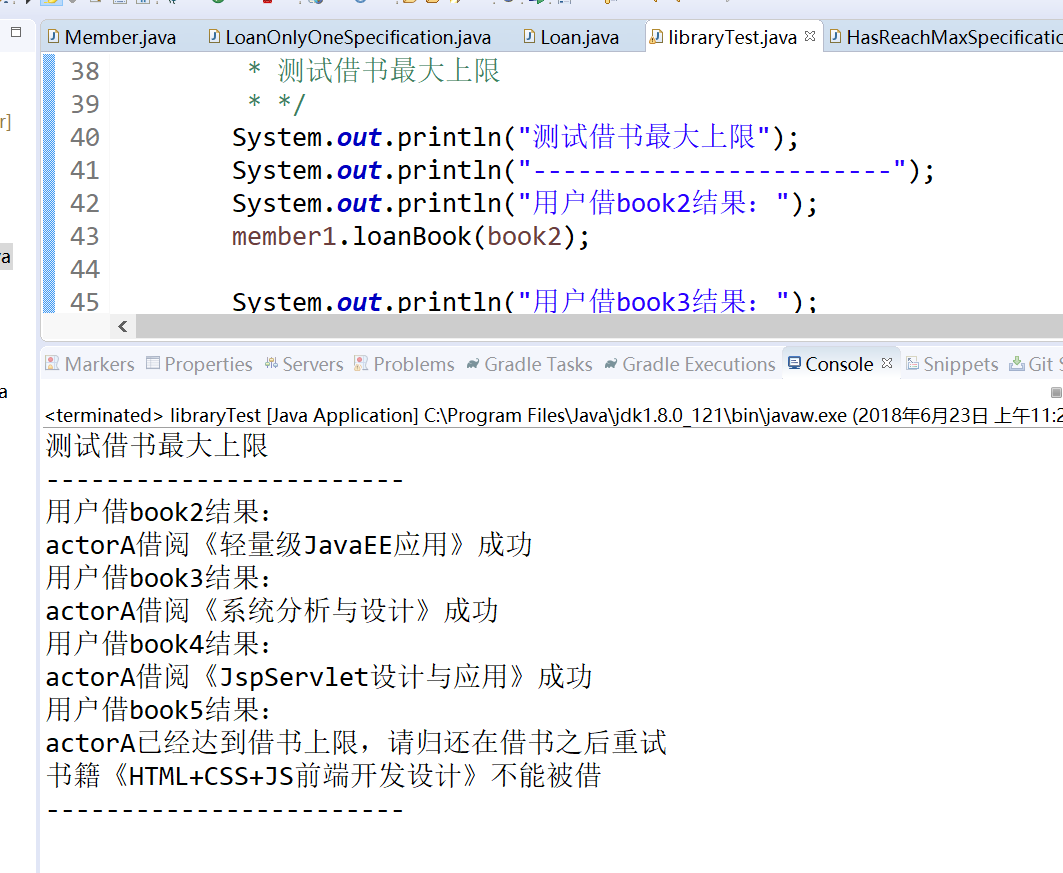 Member.java LoanOnlyOneSpecification.java Loan.java libraryTest.java HasReachMaxSpecificatio
38 * 测试借书最大上限
39 * */
r]
40 System.out.println("测试借书最大上限");
41 System.out.println("------------------------");
42 System.out.println("用户借book2结果：");
43 member1.loanBook(book2);
va
44
45 System.out.println("用户借book3结果：");
Markers Properties Servers Problems Gradle Tasks Gradle Executions Console Snippets Git S
a
<terminated> libraryTest [Java Application] C:\Program Files\Java\jdk1.8.0_121\bin\javaw.exe (2018年6月23日 上午11:2
测试借书最大上限
------------------------
用户借book2结果：
actorA借阅《轻量级JavaEE应用》成功
用户借book3结果：
actorA借阅《系统分析与设计》成功
用户借book4结果：
actorA借阅《JspServlet设计与应用》成功
用户借book5结果：
actorA已经达到借书上限，请归还在借书之后重试
书籍《HTML+CSS+JS前端开发设计》不能被借
------------------------